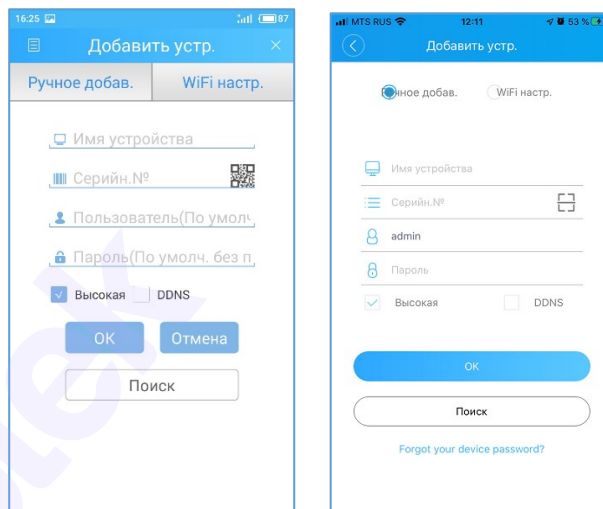 16:25 87
Добавить устр.
Ручное добав. WiFi настр.
Имя устройства
Серийн.№
Пользователь(По умолч
Пароль(По умолч. без п
Высокая DDNS
ОК Отмена
Поиск
MTS RUS 12:11 53 %
Добавить устр.
чное добав. WiFi настр.
Имя устройства
Серийн.№
admin
Пароль
Высокая DDNS
ОК
Поиск
Forgot your device password?